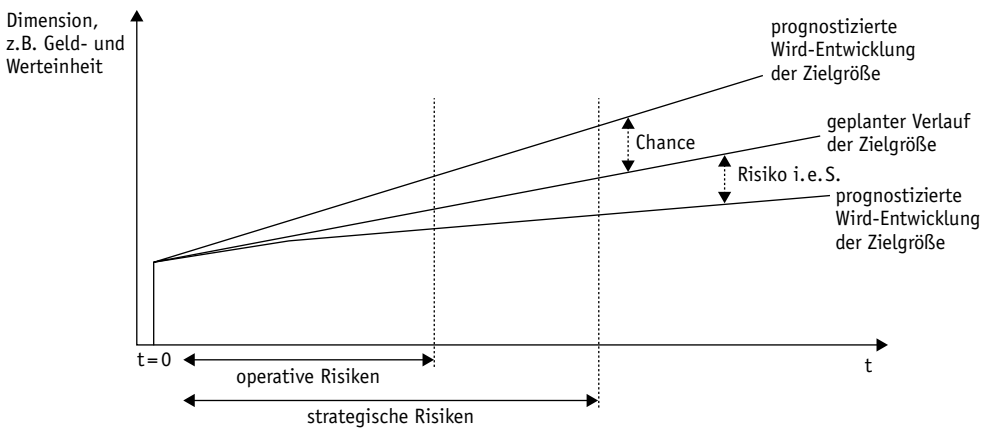 Dimension,
z.B. Geld- und
Werteinheit
prognostizierte
Wird-Entwicklung
der Zielgröße
geplanter Verlauf
der Zielgröße
Chance
Risiko i.e.S.
prognostizierte
Wird-Entwicklung
der Zielgröße
t=0
t
operative Risiken
strategische Risiken